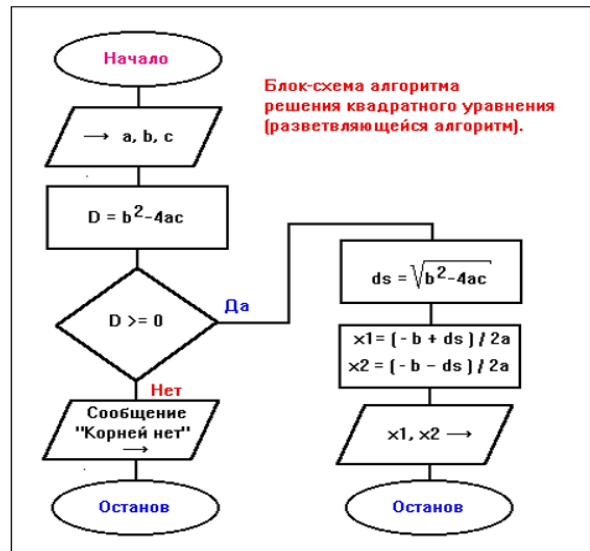 Начало
Блок-схема алгоритма
решения квадратного уравнения
(разветвляющейся алгоритм).
→ a, b, c
D = b²-4ac
D >= 0
Да
Нет
Сообщение
"Корней нет"
→
Останов
ds = √b²-4ac
x1 = ( - b + ds ) / 2a
x2 = ( - b - ds ) / 2a
x1, x2 →
Останов